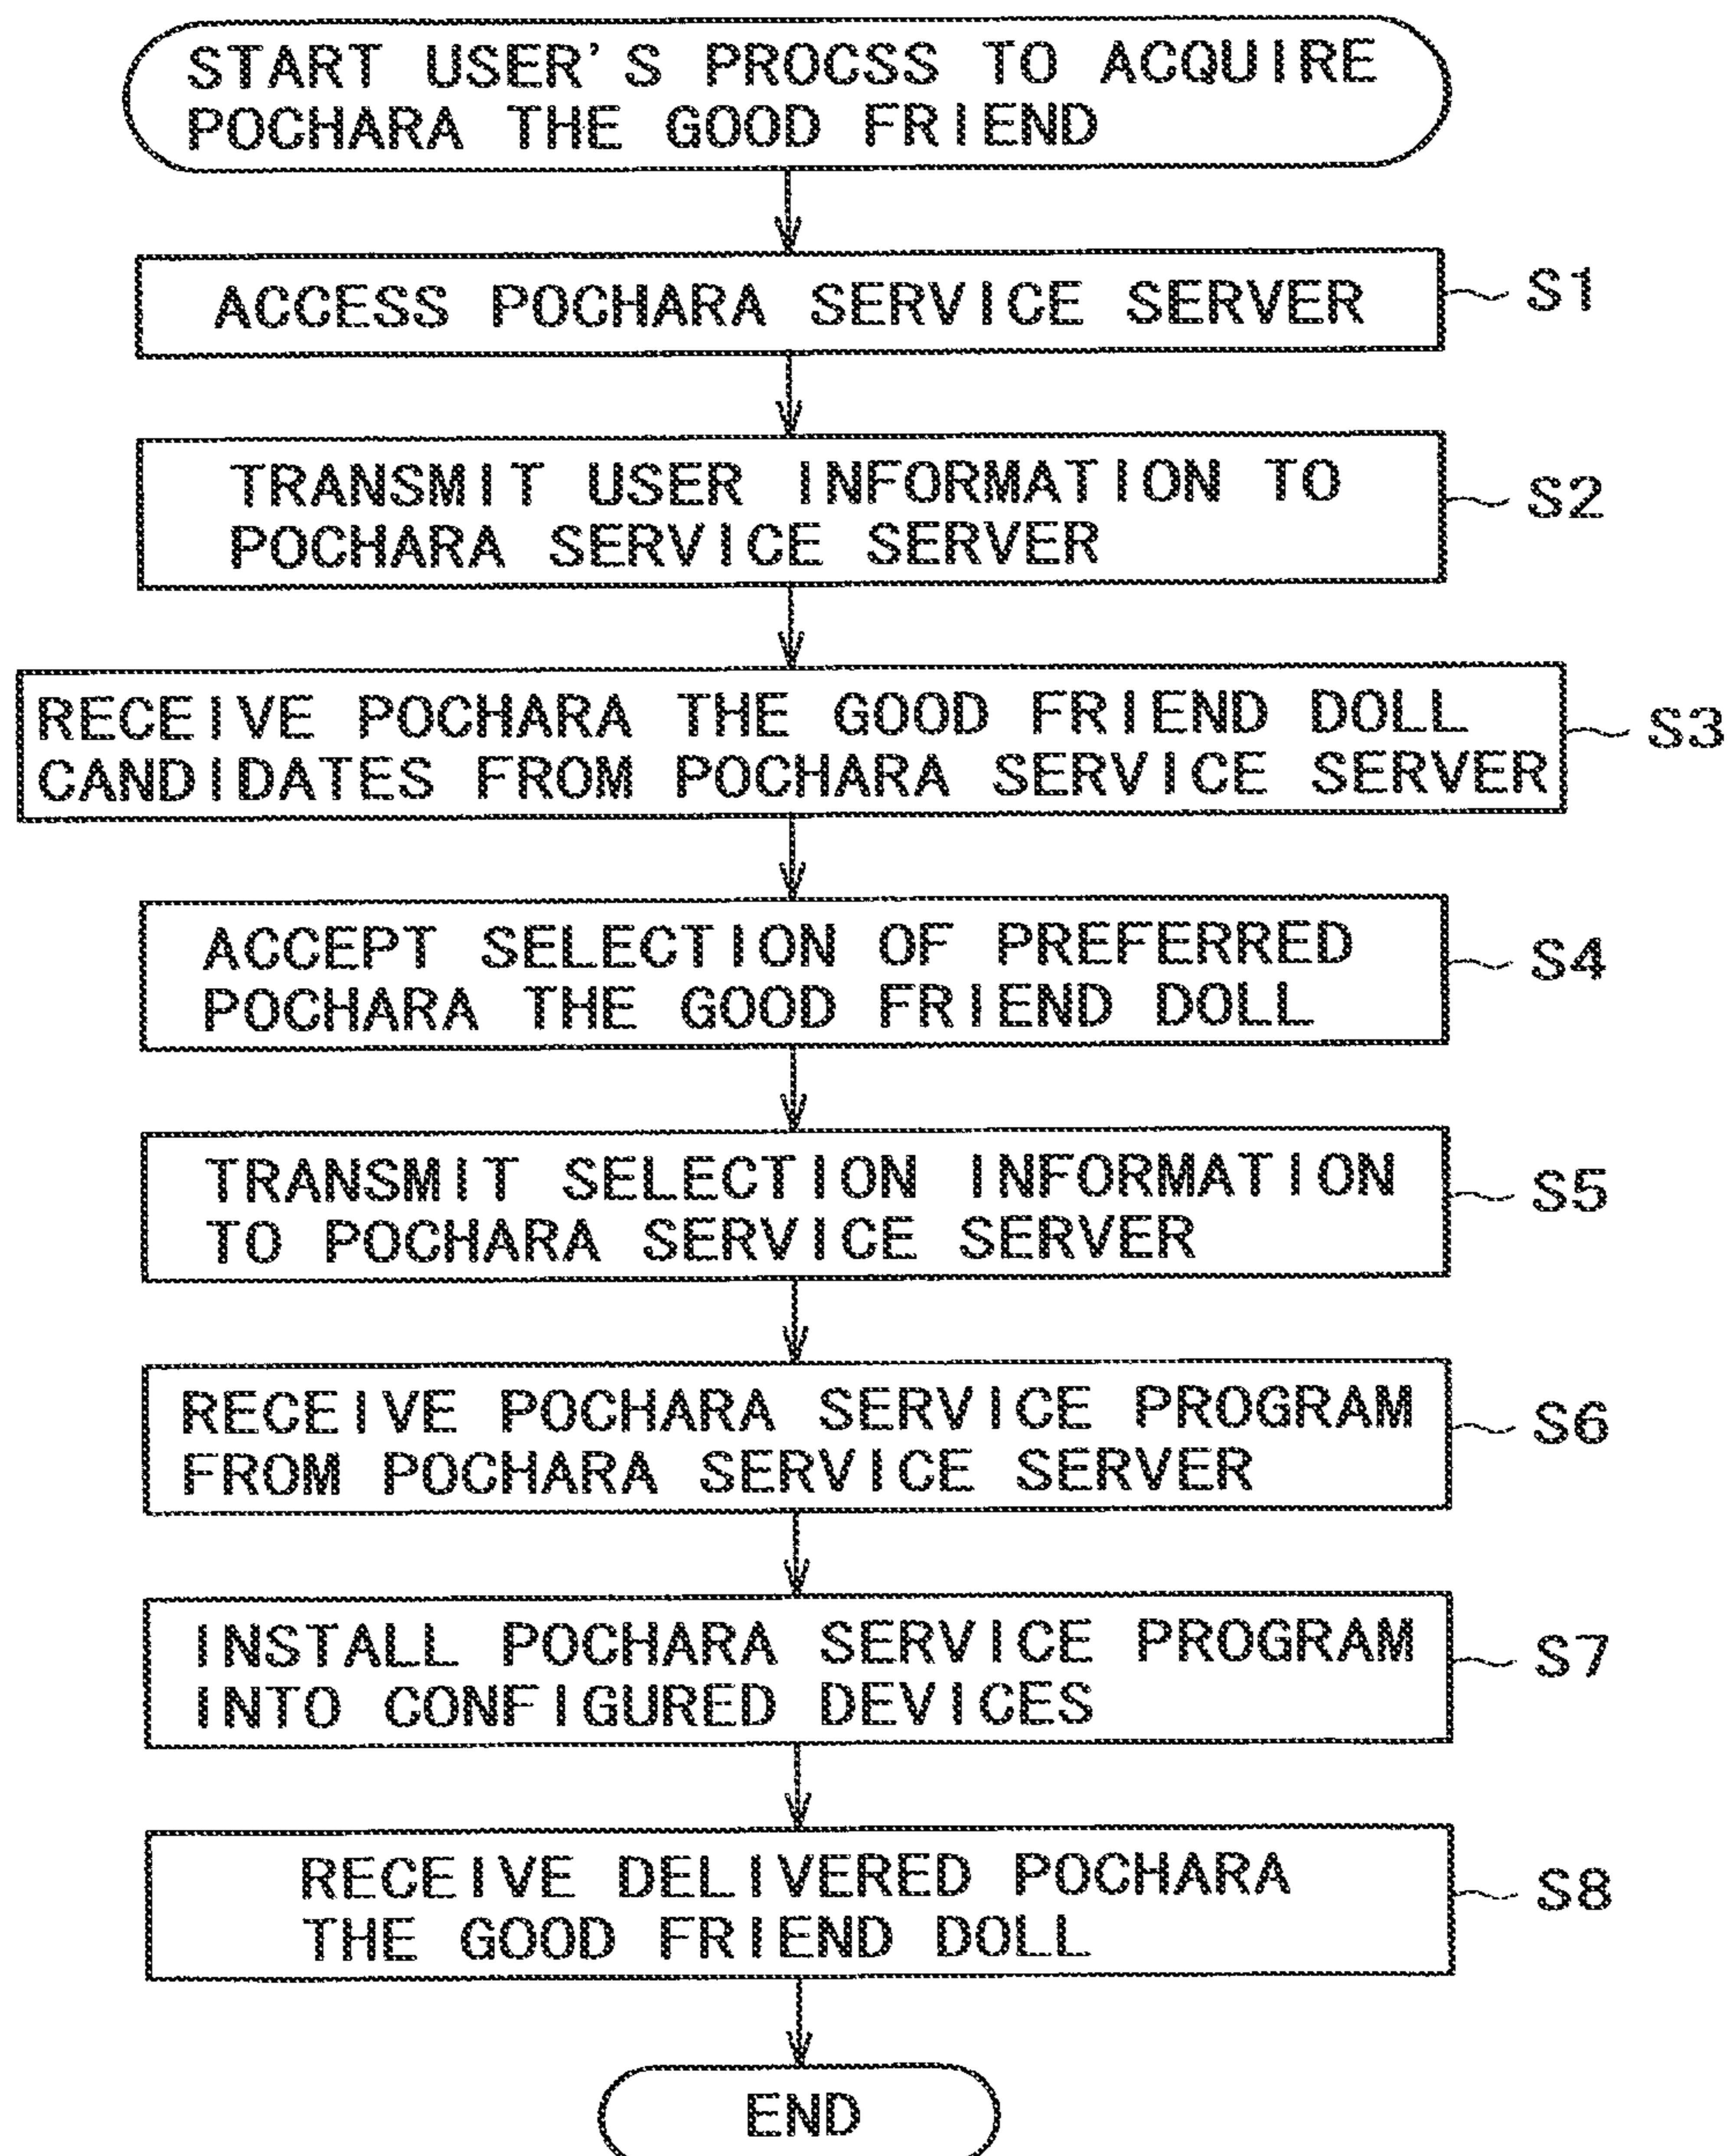 START USER'S PROCSS TO ACQUIRE
POCHARA THE GOOD FRIEND
ACCESS POCHARA SERVICE SERVER
S1
TRANSMIT USER INFORMATION TO
POCHARA SERVICE SERVER
S2
RECEIVE POCHARA THE GOOD FRIEND DOLL
CANDIDATES FROM POCHARA SERVICE SERVER
S3
ACCEPT SELECTION OF PREFERRED
POCHARA THE GOOD FRIEND DOLL
S4
TRANSMIT SELECTION INFORMATION
TO POCHARA SERVICE SERVER
S5
RECEIVE POCHARA SERVICE PROGRAM
FROM POCHARA SERVICE SERVER
S6
INSTALL POCHARA SERVICE PROGRAM
INTO CONFIGURED DEVICES
S7
RECEIVE DELIVERED POCHARA
THE GOOD FRIEND DOLL
S8
END